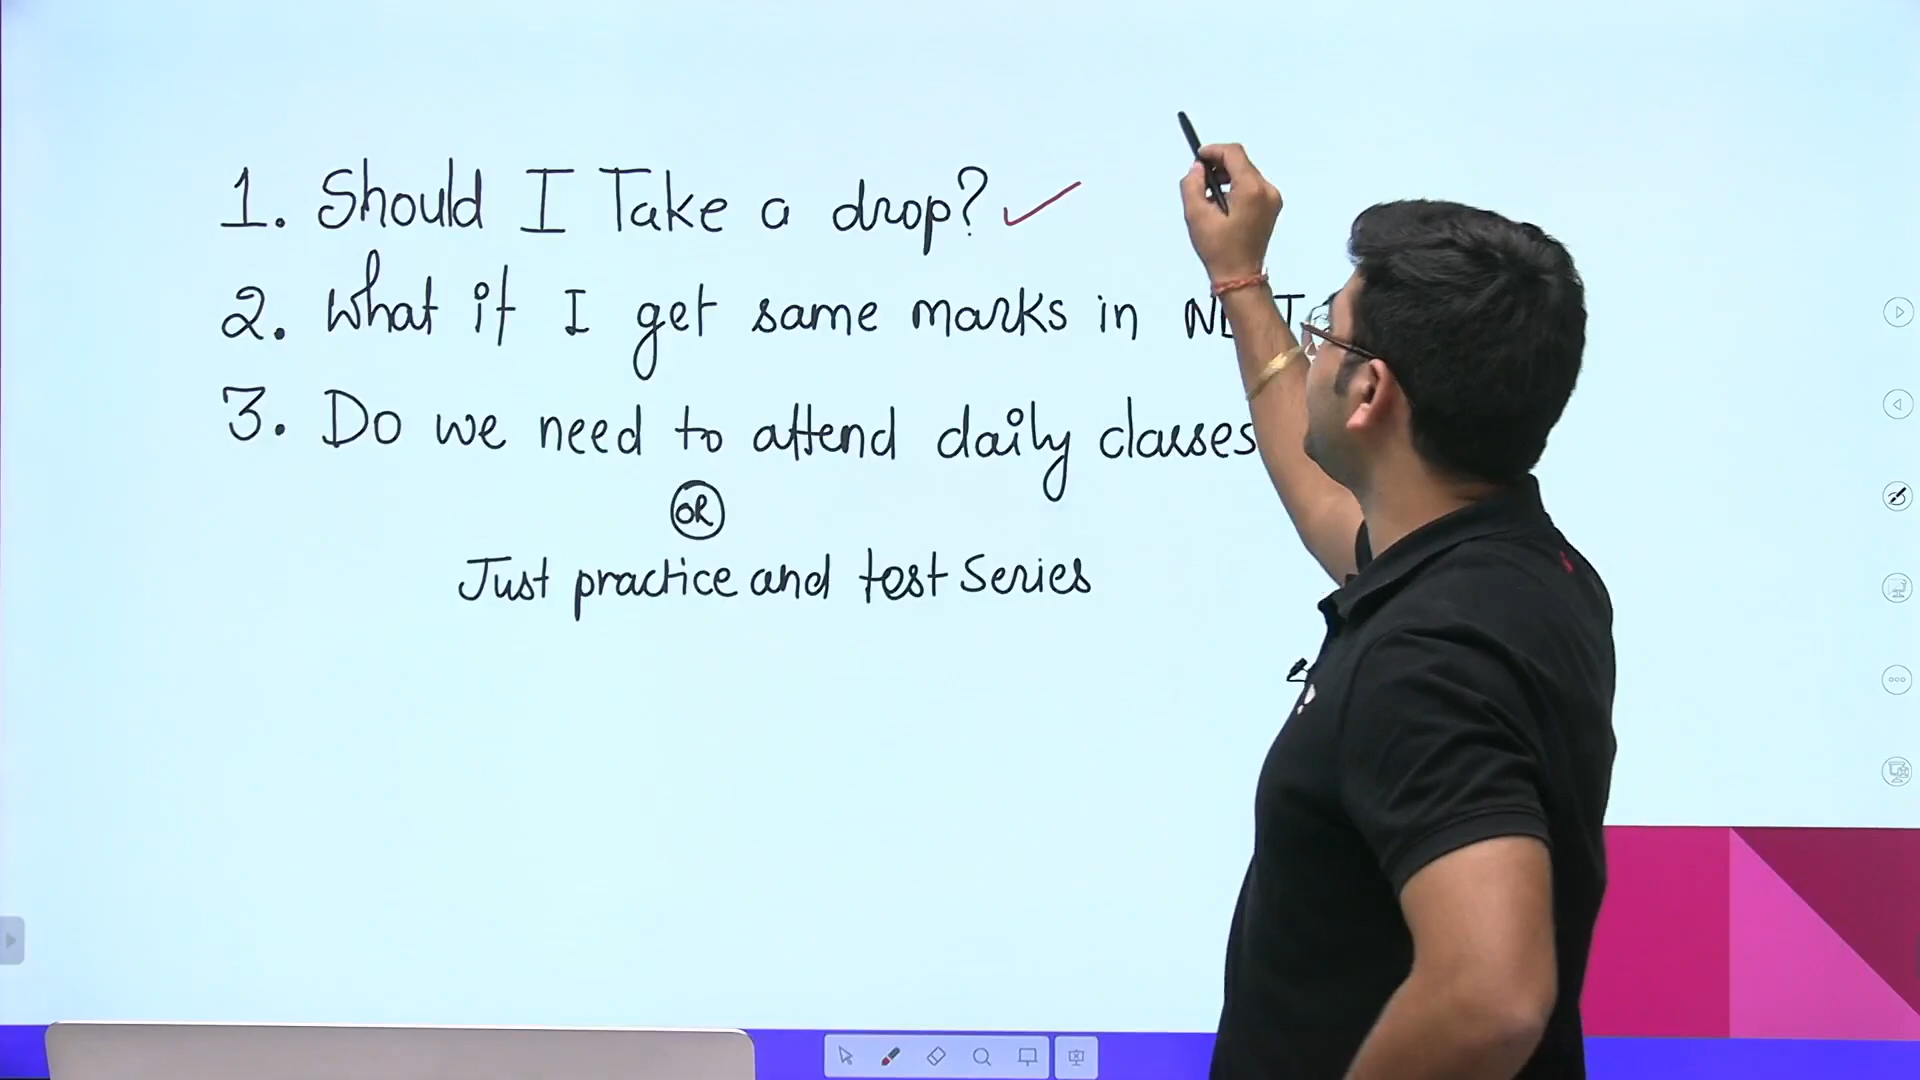 1. Should I Take a drop?
2. What if I get same marks in
3. Do we need to attend daily classes
OR
Just practice and test series